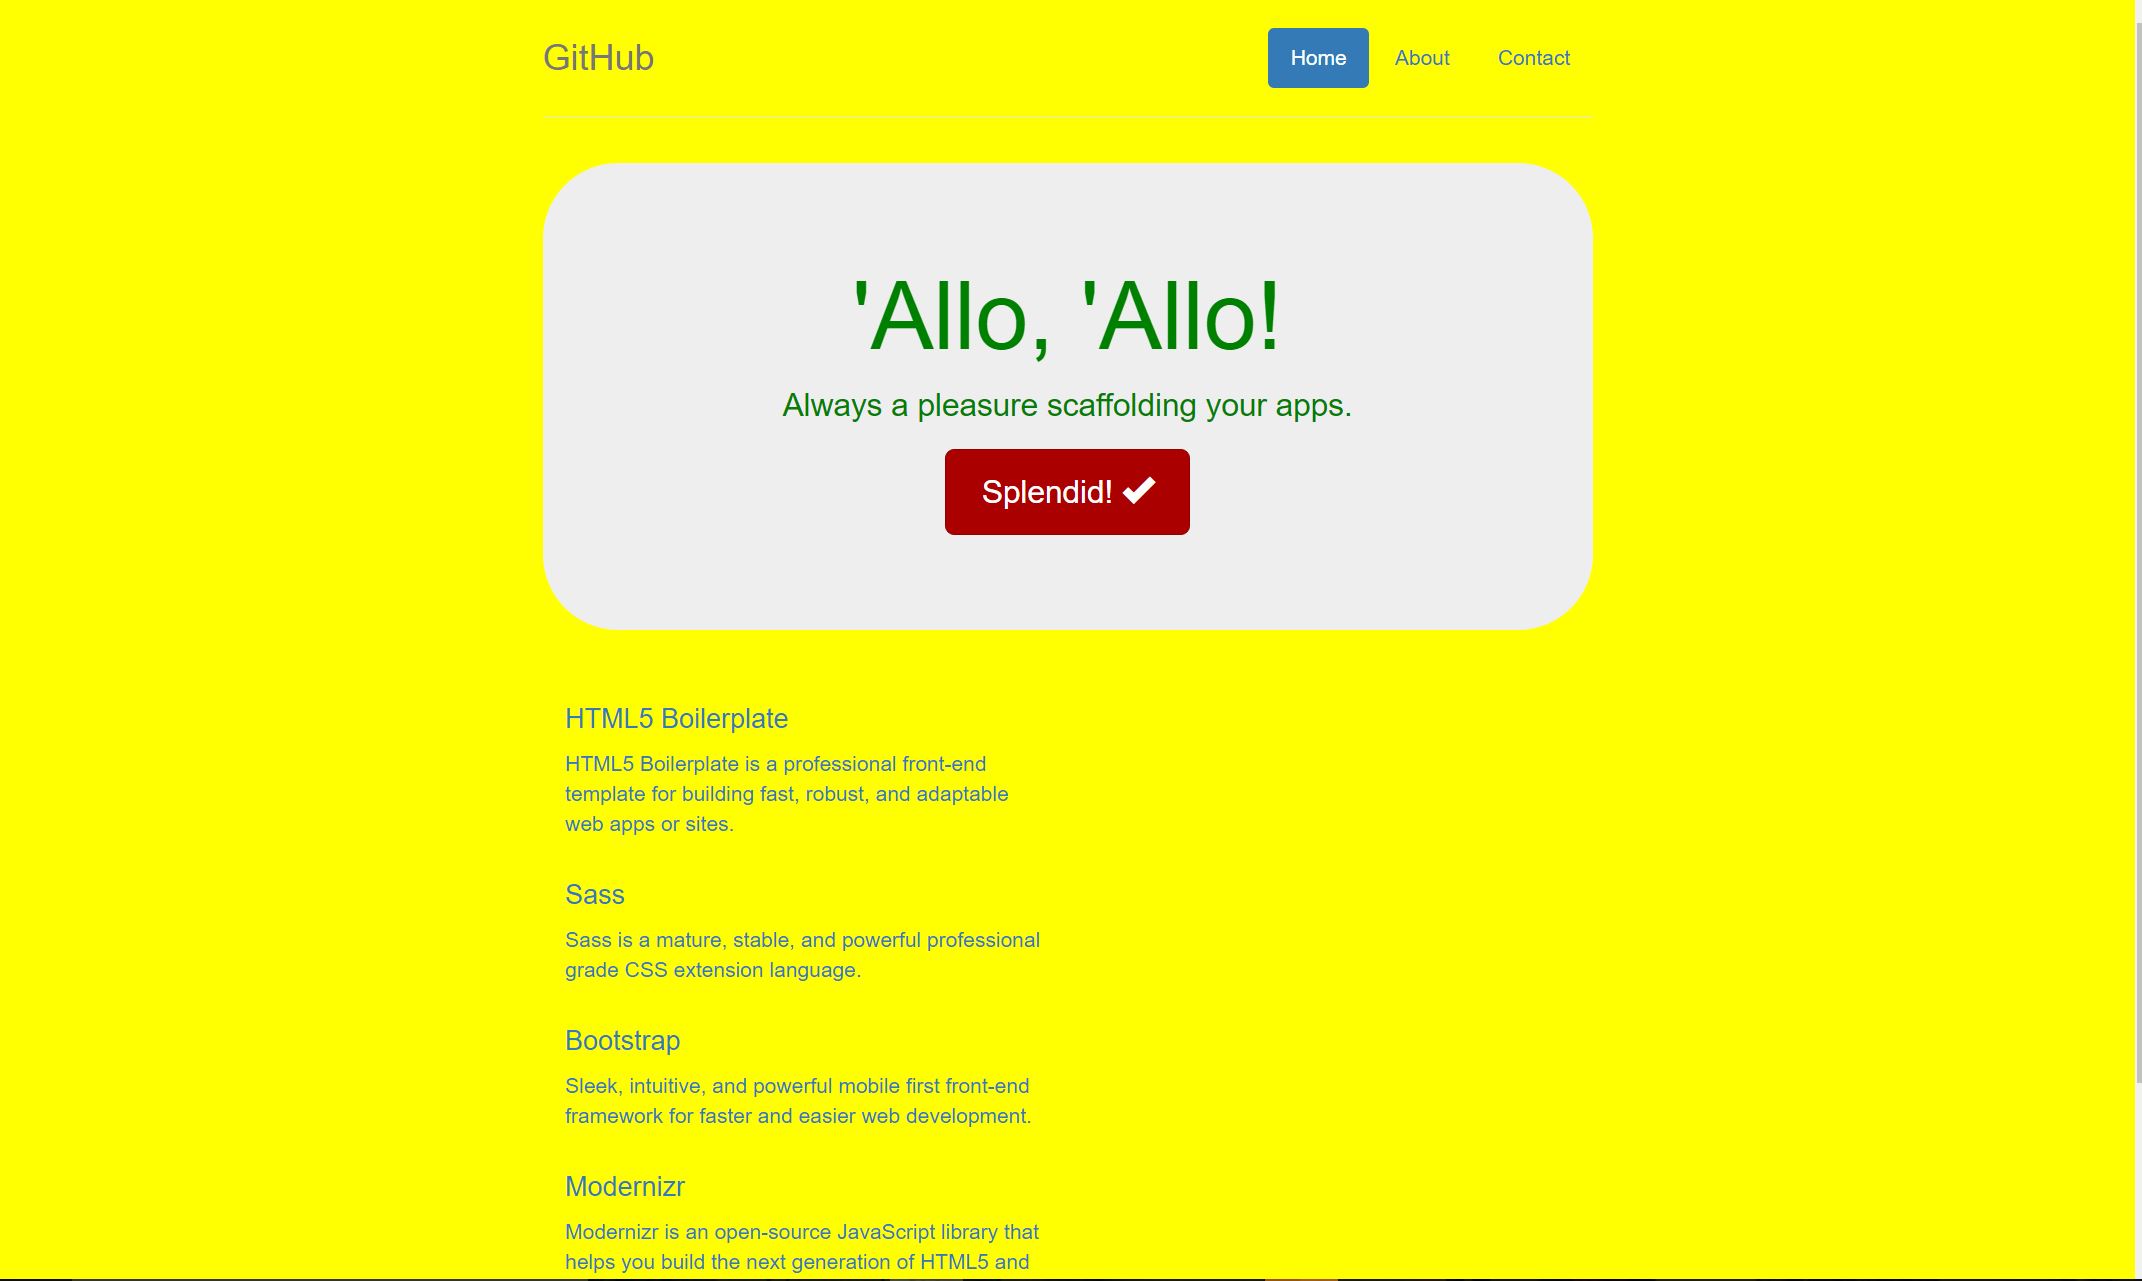 GitHub
Home
About
Contact
'Allo, 'Allo!
Always a pleasure scaffolding your apps.
Splendid!
HTML5 Boilerplate
HTML5 Boilerplate is a professional front-end
template for building fast, robust, and adaptable
web apps or sites.
Sass
Sass is a mature, stable, and powerful professional
grade CSS extension language.
Bootstrap
Sleek, intuitive, and powerful mobile first front-end
framework for faster and easier web development.
Modernizr
Modernizr is an open-source JavaScript library that
helps you build the next generation of HTML5 and